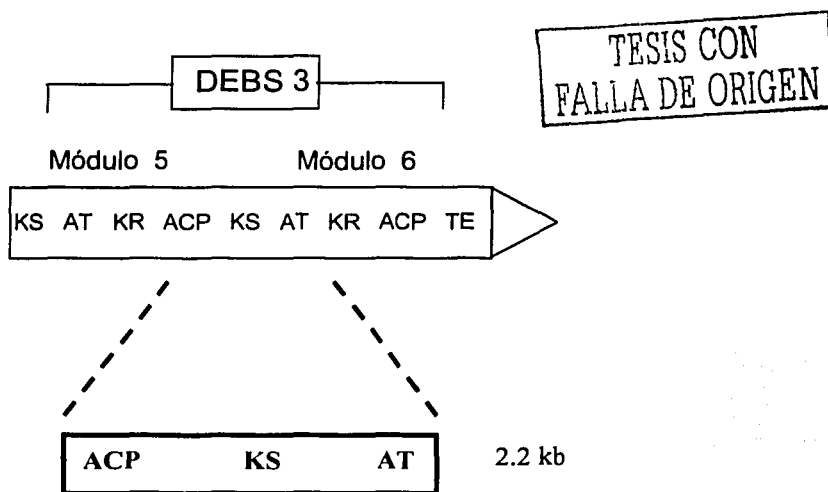 TESIS CON
FALLA DE ORIGEN
DEBS 3
Módulo 5 Módulo 6
KS AT KR ACP KS AT KR ACP TE
ACP KS AT 2.2 kb